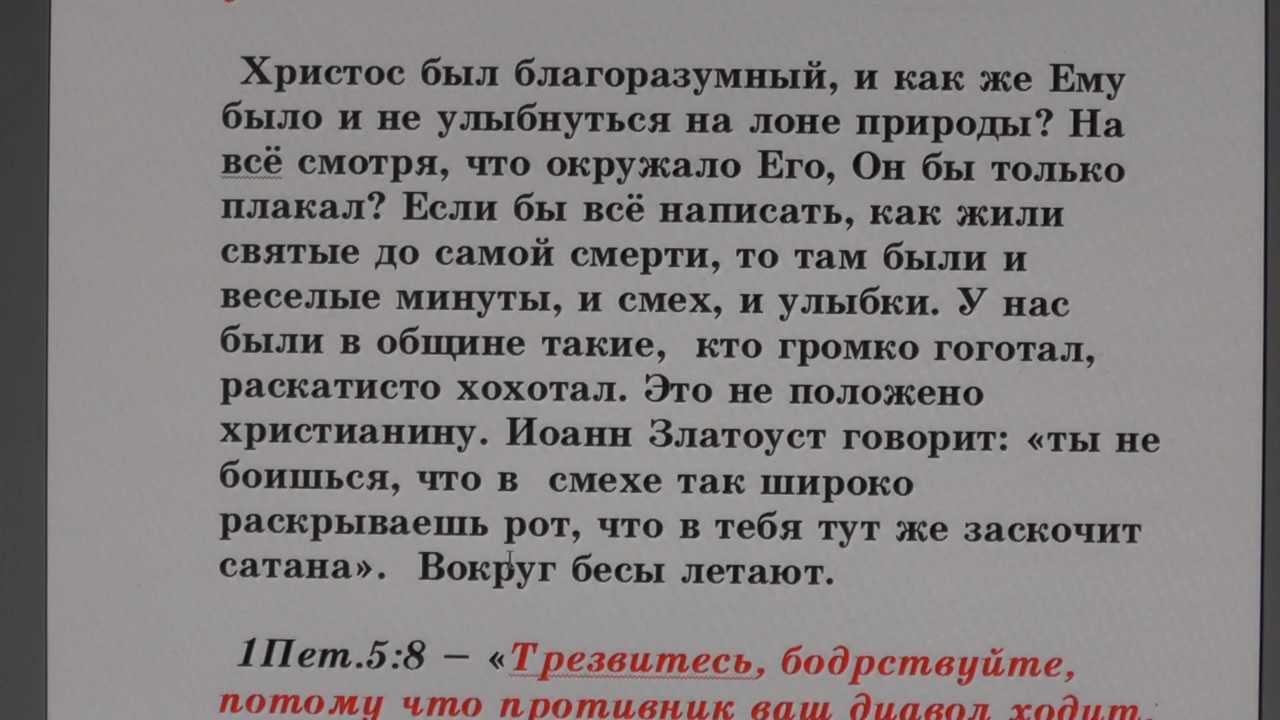 Христос был благоразумный, и как же Ему
было и не улыбнуться на лоне природы? На
всё смотря, что окружало Его, Он бы только
плакал? Если бы всё написать, как жили
святые до самой смерти, то там были и
веселые минуты, и смех, и улыбки. У нас
были в общине такие,  кто громко гоготал,
раскатисто хохотал. Это не положено
христианину. Иоанн Златоуст говорит: «ты не
боишься, что в  смехе так широко
раскрываешь рот, что в тебя тут же заскочит
сатана».  Вокруг бесы летают.
1Пет.5:8 – «Трезвитесь, бодрствуйте,
потому что противник ваш диавол ходит,